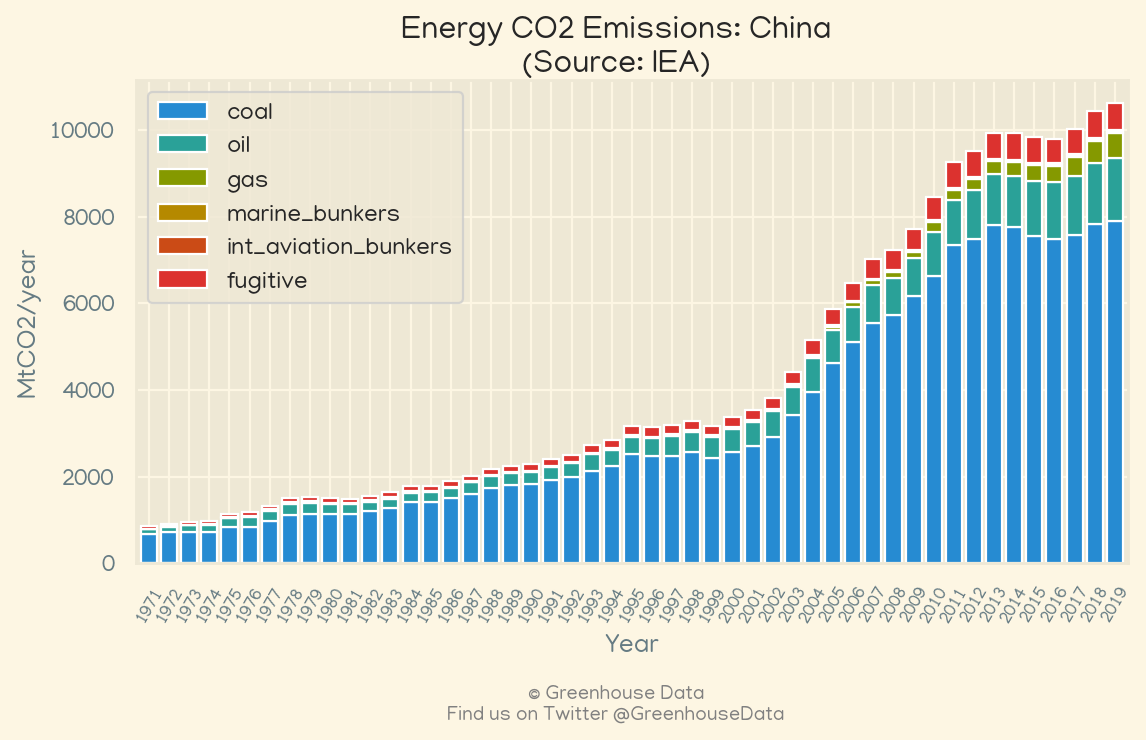 Energy CO2 Emissions: China
(Source: IEA)
coal
oil
gas
marine_bunkers
int_aviation_bunkers
fugitive
MtCO2/year
10000
8000
6000
4000
2000
0
1971 1972 1973 1974 1975 1976 1977 1978 1979 1980 1981 1982 1983 1984 1985 1986 1987 1988 1989 1990 1991 1992 1993 1994 1995 1996 1997 1998 1999 2000 2001 2002 2003 2004 2005 2006 2007 2008 2009 2010 2011 2012 2013 2014 2015 2016 2017 2018 2019
Year
© Greenhouse Data
Find us on Twitter @GreenhouseData